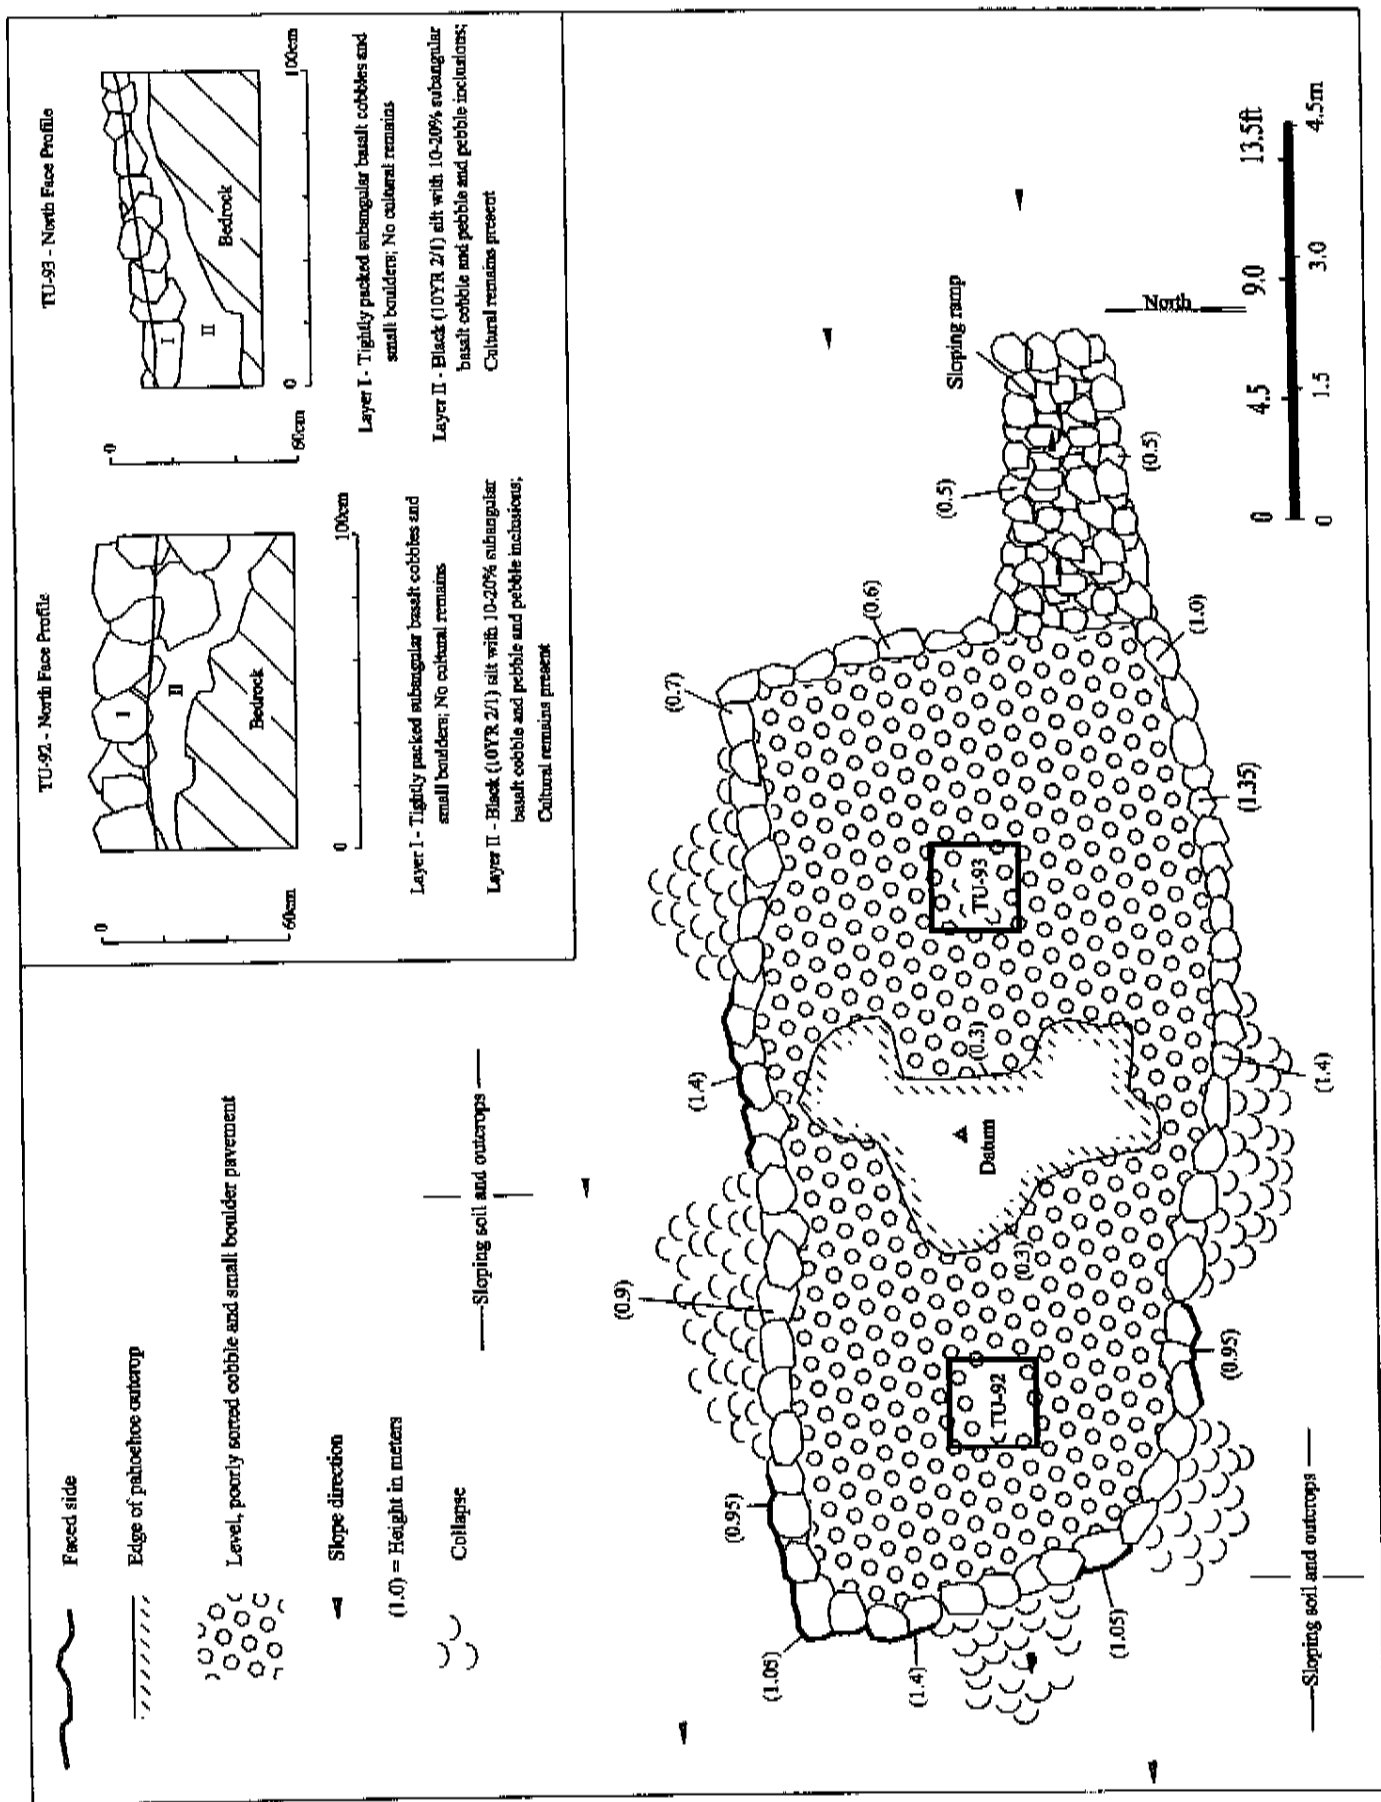 Faced side
Edge of pahoehoe outcrop
Level, poorly sorted cobble and small boulder pavement
Slope direction
(1.0) = Height in meters
Collapse
Sloping soil and outcrops
TU-92 - North Face Profile
0
60cm
I
II
Bedrock
0
100cm
Layer I - Tightly packed subangular basalt cobbles and
small boulders; No cultural remains
Layer II - Black (10YR 2/1) silt with 10-20% subangular
basalt cobble and pebble and pebble inclusions;
Cultural remains present
TU-93 - North Face Profile
0
60cm
I
II
Bedrock
0
100cm
Layer I - Tightly packed subangular basalt cobbles and
small boulders; No cultural remains
Layer II - Black (10YR 2/1) silt with 10-20% subangular
basalt cobble and pebble and pebble inclusions;
Cultural remains present
(0.9)
(1.4)
(0.7)
(0.95)
(1.05)
(0.6)
(1.4)
(0.5)
Sloping ramp
TU-92
(0.3)
Datum
(0.3)
TU-93
(1.05)
(0.95)
(1.4)
(1.35)
(1.0)
(0.5)
North
Sloping soil and outcrops
0
4.5
9.0
13.5ft
0
1.5
3.0
4.5m